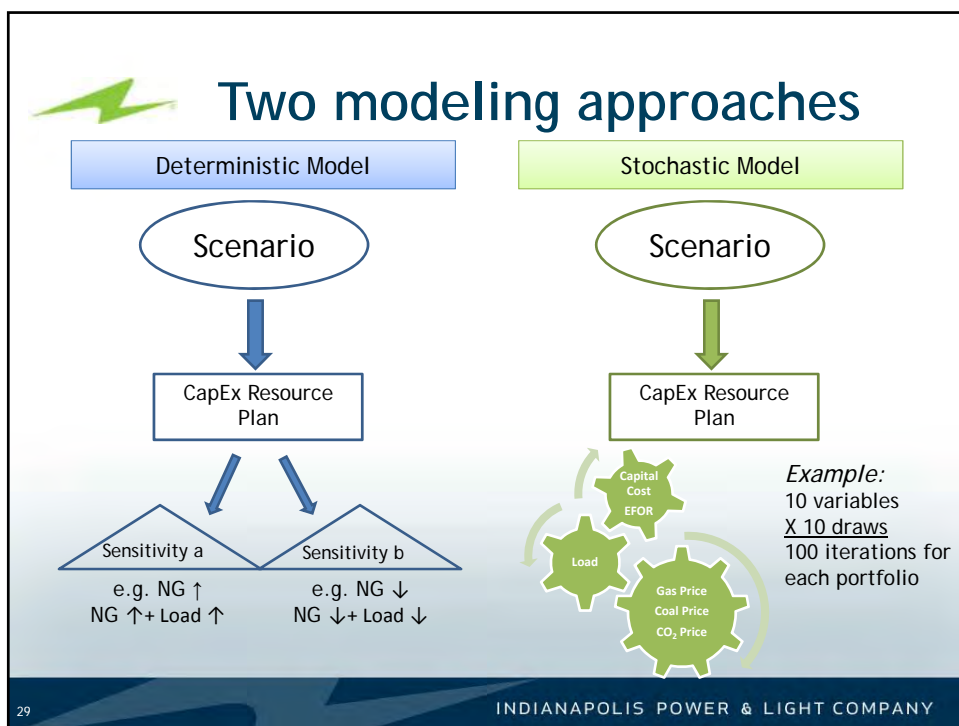 Two modeling approaches
Deterministic Model
Scenario
CapEx Resource
Plan
Sensitivity a
Sensitivity b
e.g. NG ↑
NG ↑+ Load ↑
e.g. NG ↓
NG ↓+ Load ↓
Stochastic Model
Scenario
CapEx Resource
Plan
Capital
Cost
EFOR
Load
Gas Price
Coal Price
CO₂ Price
Example:
10 variables
X 10 draws
100 iterations for
each portfolio
29
INDIANAPOLIS POWER & LIGHT COMPANY